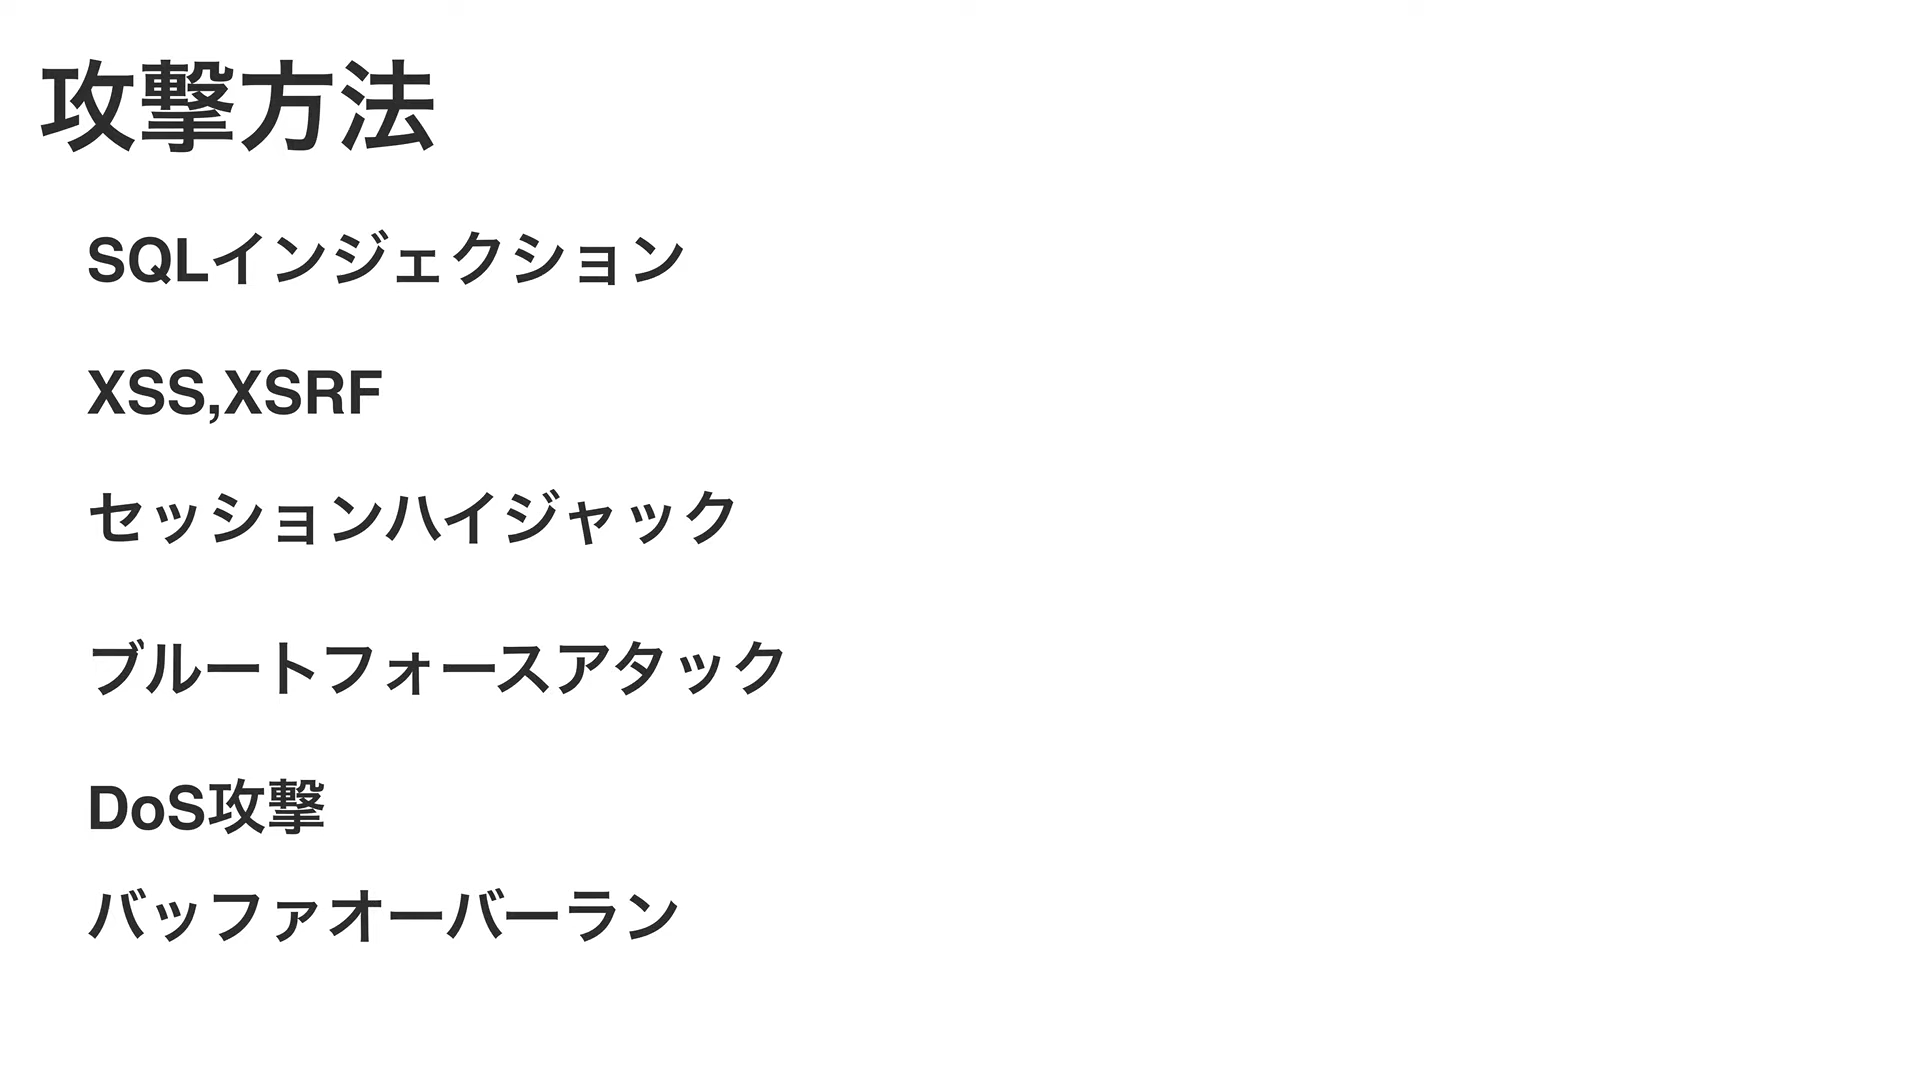 攻撃方法
SQLインジェクション
XSS,XSRF
セッションハイジャック
ブルートフォースアタック
DoS攻撃
バッファオーバーラン